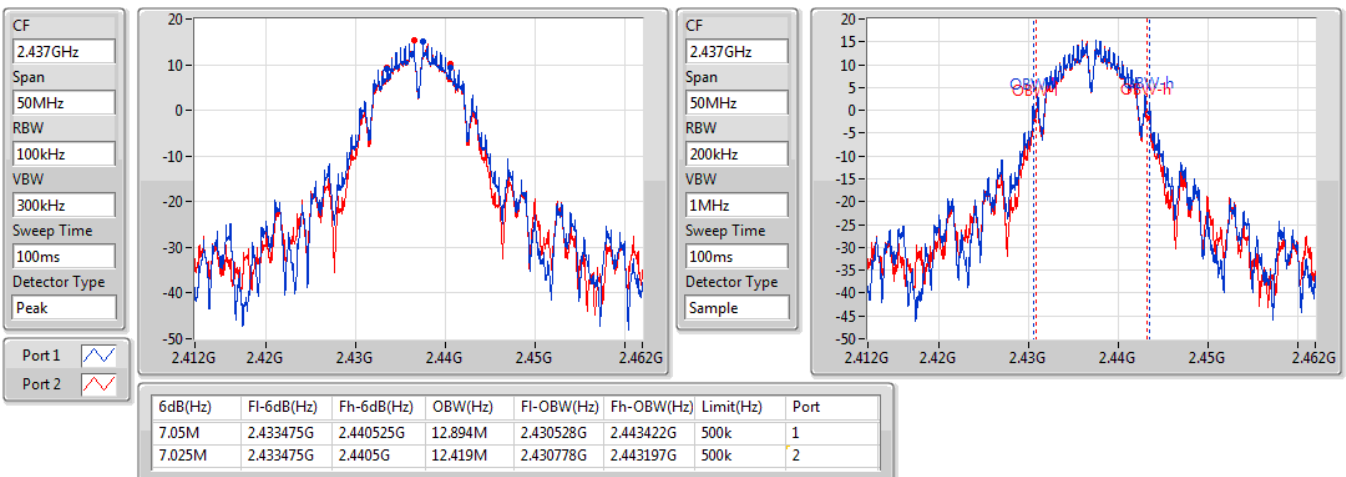 CF
2.437GHz
Span
50MHz
RBW
100kHz
VBW
300kHz
Sweep Time
100ms
Detector Type
Peak
Port 1
Port 2
20
10
0
-10
-20
-30
-40
-50
2.412G 2.42G 2.43G 2.44G 2.45G 2.462G
CF
2.437GHz
Span
50MHz
RBW
200kHz
VBW
1MHz
Sweep Time
100ms
Detector Type
Sample
20
15
10
5
0
-5
-10
-15
-20
-25
-30
-35
-40
-45
-50
OBW-h
OBW-h
2.412G 2.42G 2.43G 2.44G 2.45G 2.462G
6dB(Hz) Fl-6dB(Hz) Fh-6dB(Hz) OBW(Hz) Fl-OBW(Hz) Fh-OBW(Hz) Limit(Hz) Port
7.05M 2.433475G 2.440525G 12.894M 2.430528G 2.443422G 500k 1
7.025M 2.433475G 2.4405G 12.419M 2.430778G 2.443197G 500k 2